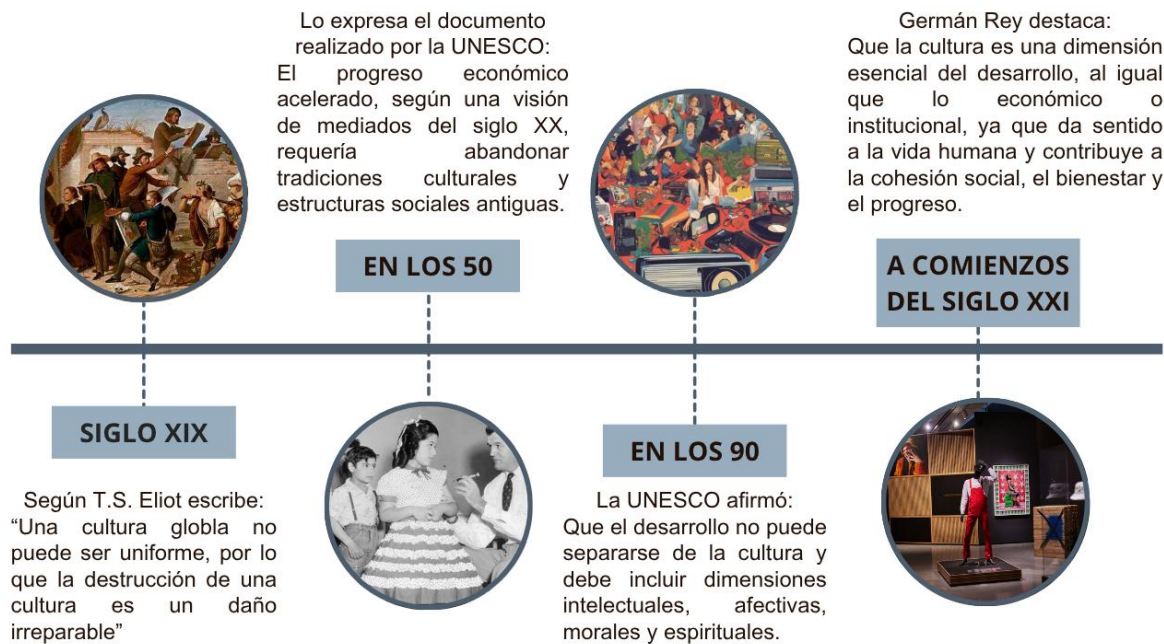 Lo expresa el documento
realizado por la UNESCO:
El progreso económico
acelerado, según una visión
de mediados del siglo XX,
requería abandonar
tradiciones culturales y
estructuras sociales antiguas.
EN LOS 50
Germán Rey destaca:
Que la cultura es una dimensión
esencial del desarrollo, al igual
que lo económico o
institucional, ya que da sentido
a la vida humana y contribuye a
la cohesión social, el bienestar y
el progreso.
A COMIENZOS
DEL SIGLO XXI
SIGLO XIX
Según T.S. Eliot escribe:
“Una cultura globla no
puede ser uniforme, por lo
que la destrucción de una
cultura es un daño
irreparable”
EN LOS 90
La UNESCO afirmó:
Que el desarrollo no puede
separarse de la cultura y
debe incluir dimensiones
intelectuales, afectivas,
morales y espirituales.